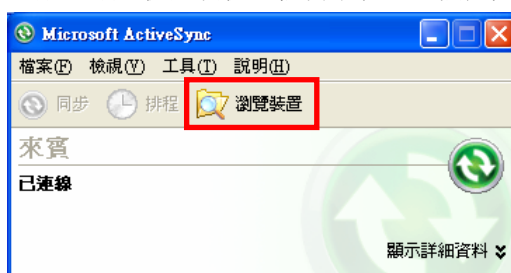 Microsoft ActiveSync
檔案(F) 檢視(V) 工具(T) 說明(H)
同步 排程 瀏覽裝置
來賓
已連線
顯示詳細資料